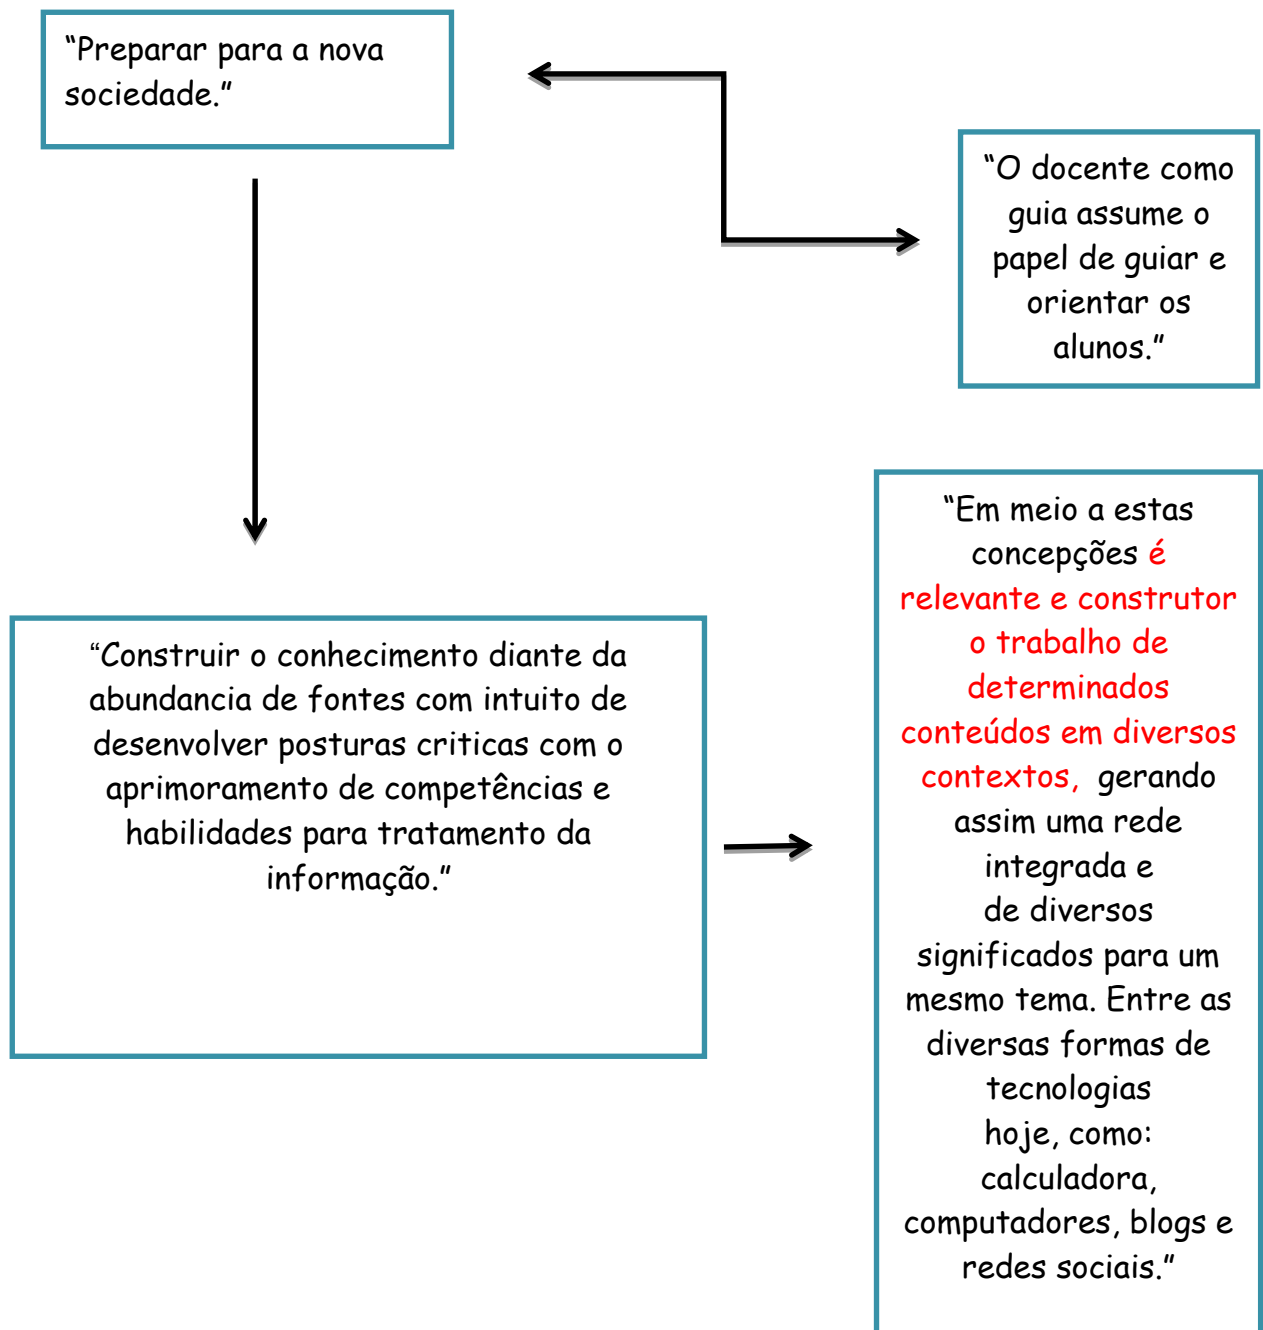 “Preparar para a nova
sociedade.”
“O docente como
guia assume o
papel de guiar e
orientar os
alunos.”
“Construir o conhecimento diante da
abundancia de fontes com intuito de
desenvolver posturas criticas com o
aprimoramento de competências e
habilidades para tratamento da
informação.”
“Em meio a estas
concepções é
relevante e construtor
o trabalho de
determinados
conteúdos em diversos
contextos, gerando
assim uma rede
integrada e
de diversos
significados para um
mesmo tema. Entre as
diversas formas de
tecnologias
hoje, como:
calculadora,
computadores, blogs e
redes sociais.”